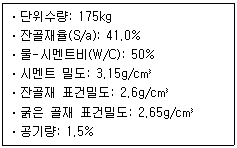 · 단위수량: 175kg
· 잔골재율(S/a): 41.0%
· 물-시멘트비(W/C): 50%
· 시멘트 밀도: 3.15g/cm³
· 잔골재 표건밀도: 2.6g/cm³
· 굵은 골재 표건밀도: 2.65g/cm³
· 공기량: 1.5%